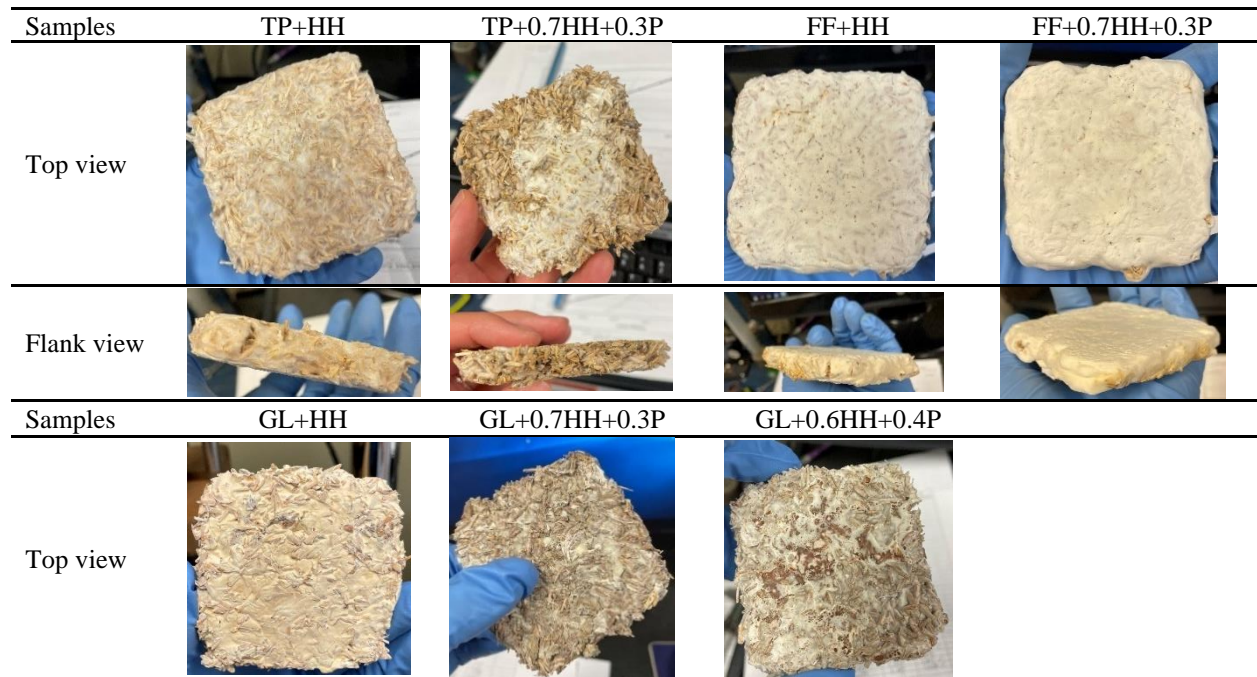 Samples TP+HH TP+0.7HH+0.3P FF+HH FF+0.7HH+0.3P
Top view
Flank view
Samples GL+HH GL+0.7HH+0.3P GL+0.6HH+0.4P
Top view